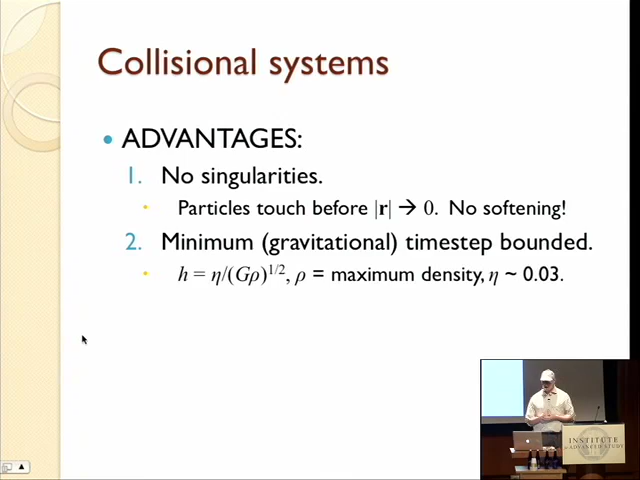 Collisional systems
• ADVANTAGES:
1. No singularities.
• Particles touch before |r| → 0. No softening!
2. Minimum (gravitational) timestep bounded.
• h = η/(Gρ)^1/2, ρ = maximum density, η ~ 0.03.
INSTITUTE
for ADVANCED STUDY